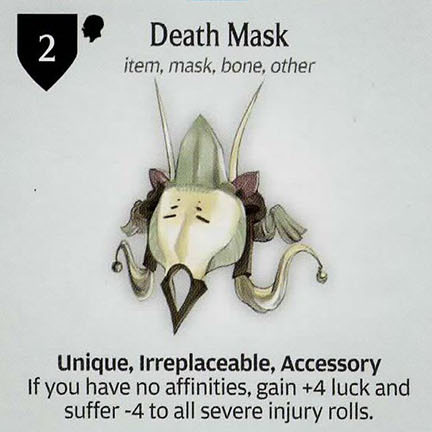 2
Death Mask
item, mask, bone, other
Unique, Irreplaceable, Accessory
If you have no affinities, gain +4 luck and
suffer -4 to all severe injury rolls.